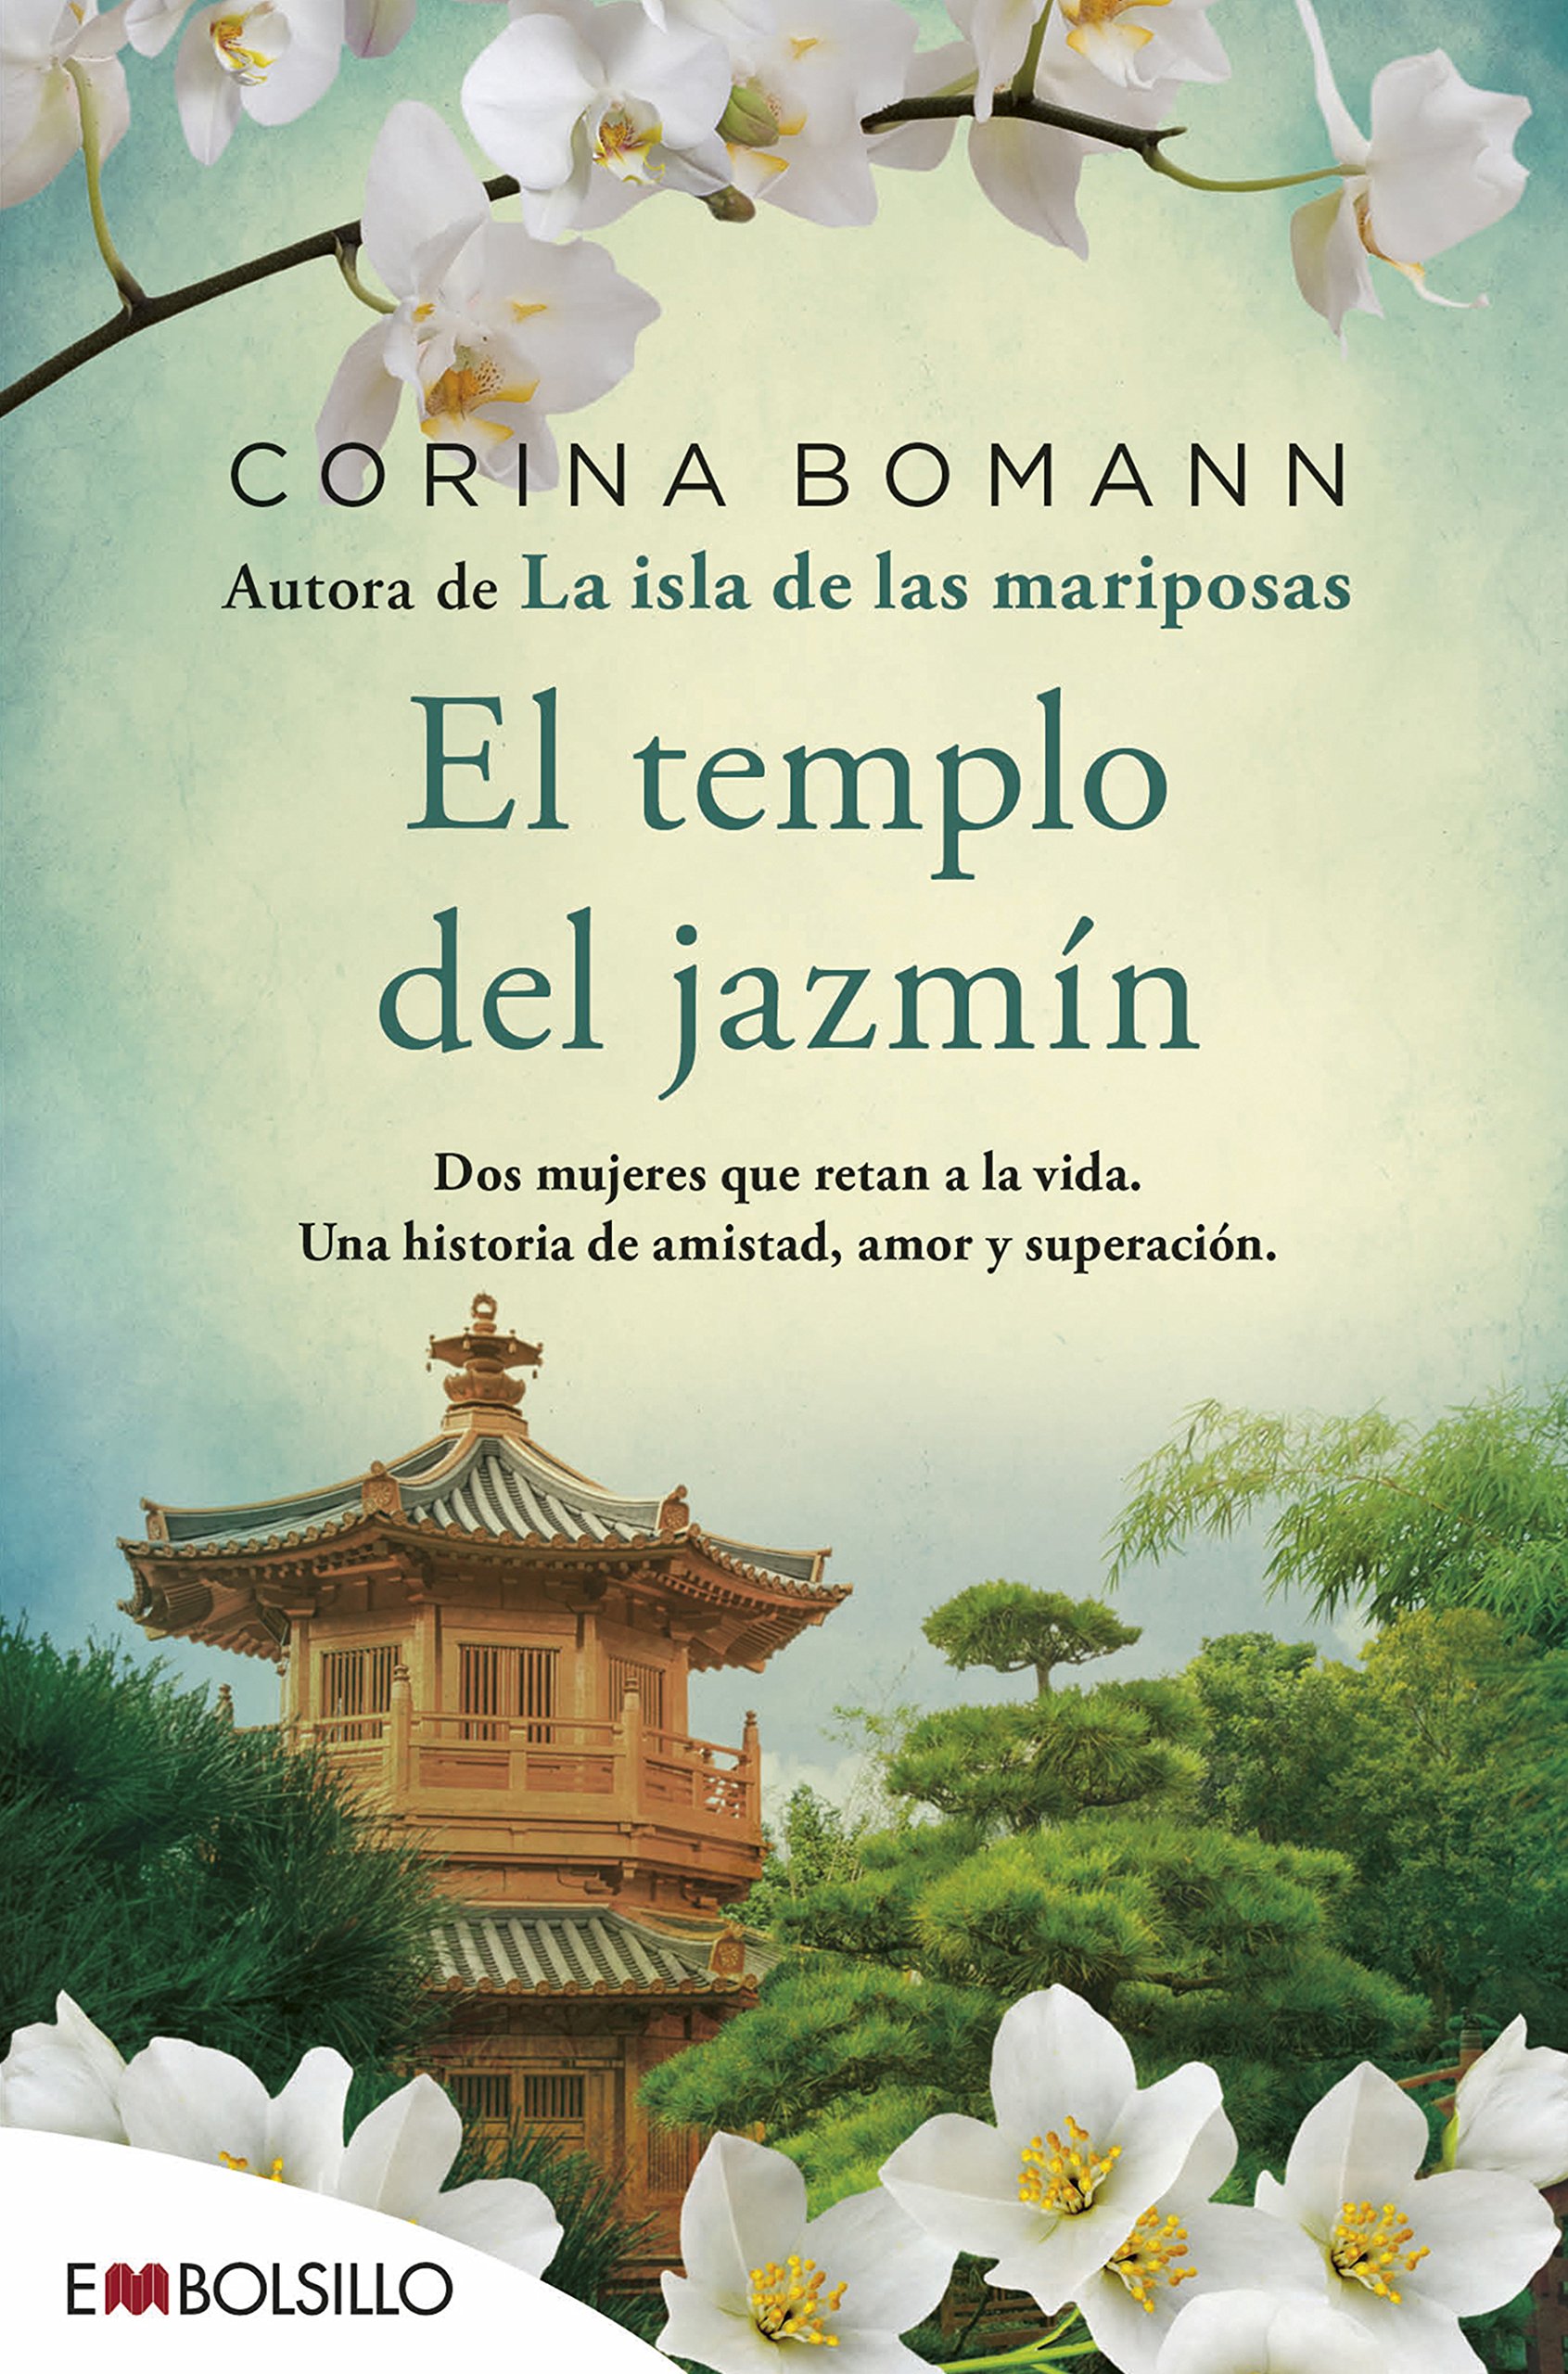 CORINA BOMANN
Autora de La isla de las mariposas
El templo
del jazmín
Dos mujeres que retan a la vida.
Una historia de amistad, amor y superación.
EMBOLSILLO